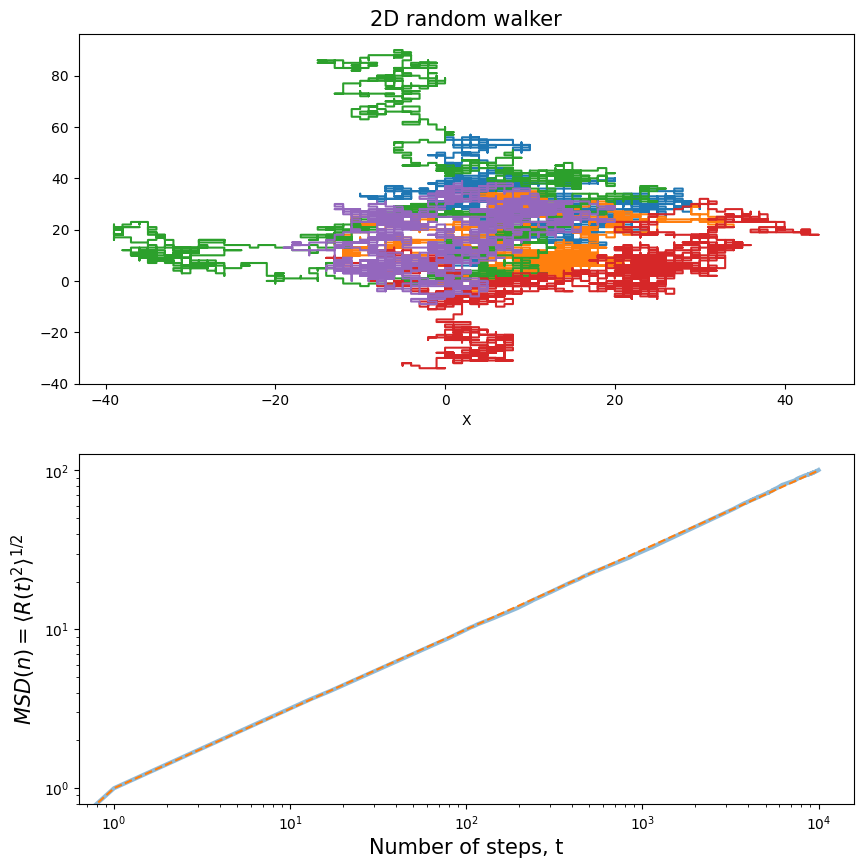 2D random walker
80
60
40
20
0
−20
−40
−40 −20 0 20 40
X
10²
10¹
10⁰
MSD(n) = ⟨R(t)²⟩^{1/2}
10⁰ 10¹ 10² 10³ 10⁴
Number of steps, t